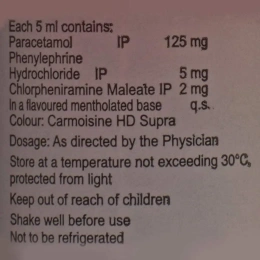 Each 5 ml contains:
Paracetamol IP 125 mg
Phenylephrine
Hydrochloride IP 5 mg
Chlorpheniramine Maleate IP 2 mg
In a flavoured mentholated base q.s.
Colour: Carmoisine HD Supra
Dosage: As directed by the Physician
Store at a temperature not exceeding 30°C,
protected from light
Keep out of reach of children
Shake well before use
Not to be refrigerated